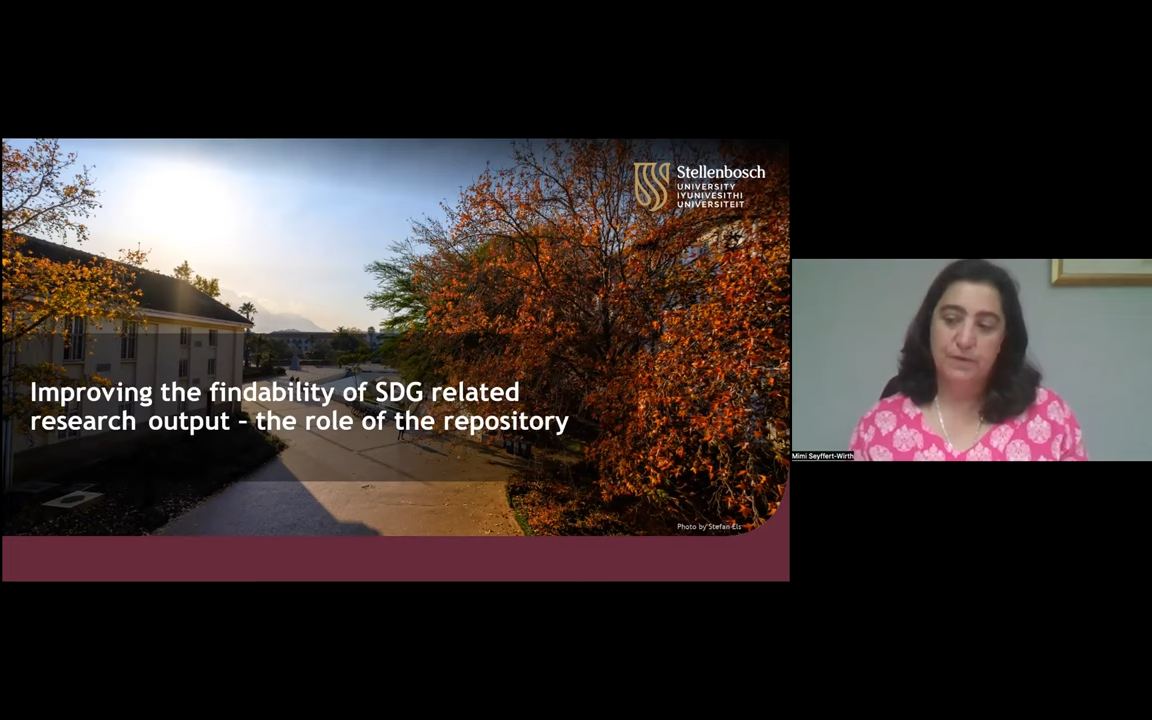 Stellenbosch
UNIVERSITY
IYUNIVESITHI
UNIVERSITEIT
Improving the findability of SDG related
research output – the role of the repository
Photo by Stefan Els
Mimi Seyffert-Wirth